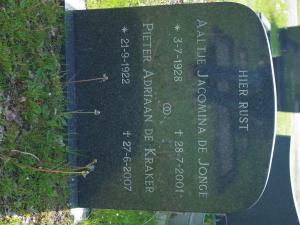 HIER RUST
AALTJE JACOMINA DE JONGE
* 3-7-1928 † 28-7-2001
PIETER ADRIAAN DE KRAKER
* 21-9-1922 † 27-6-2007